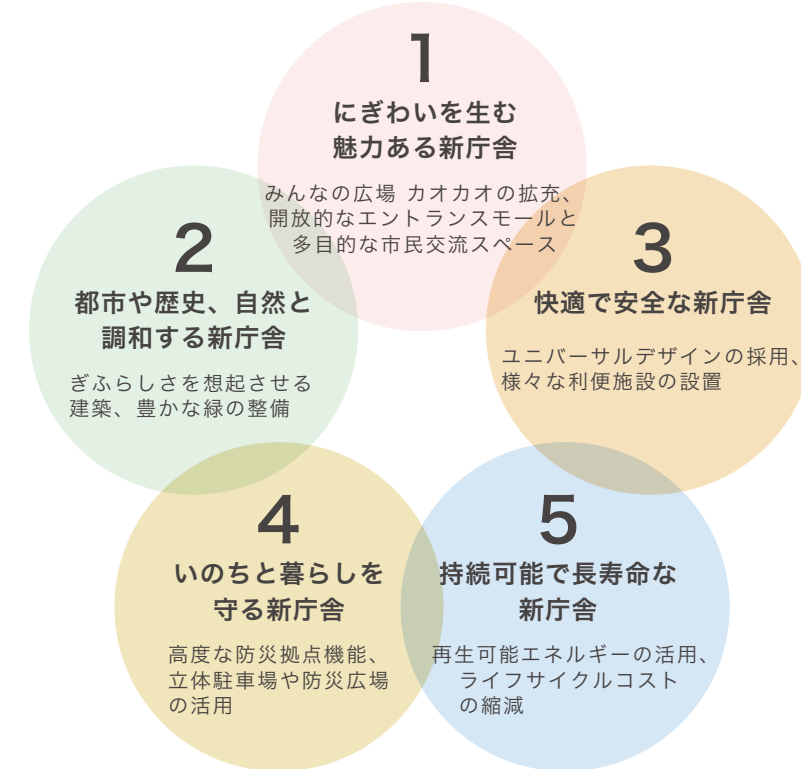 1
にぎわいを生む
魅力ある新庁舎
みんなの広場 カオカオの拡充、
開放的なエントランスモールと
多目的な市民交流スペース
2
都市や歴史、自然と
調和する新庁舎
ぎふらしさを想起させる
建築、豊かな緑の整備
3
快適で安全な新庁舎
ユニバーサルデザインの採用、
様々な利便施設の設置
4
いのちと暮らしを
守る新庁舎
高度な防災拠点機能、
立体駐車場や防災広場
の活用
5
持続可能で長寿命な
新庁舎
再生可能エネルギーの活用、
ライフサイクルコスト
の縮減